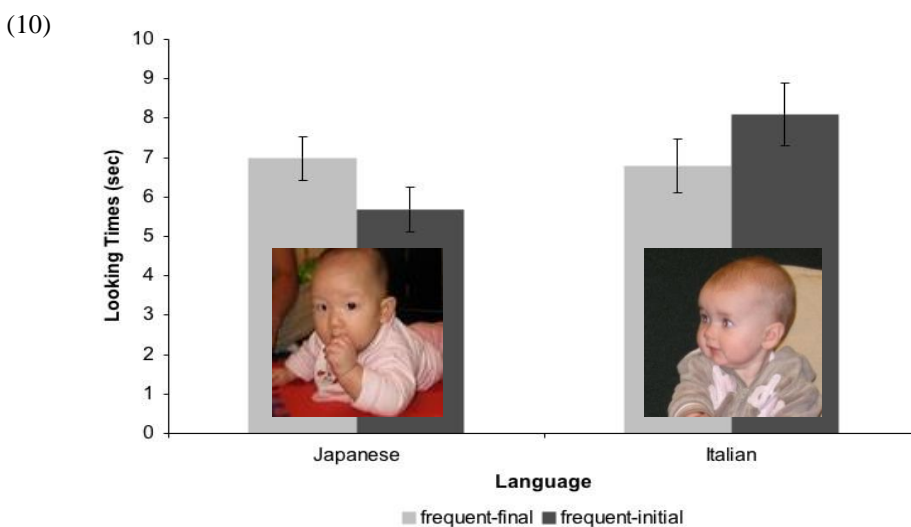 (10)
10
9
8
7
6
5
4
3
2
1
0
Looking Times (sec)
Japanese
Italian
Language
frequent-final frequent-initial